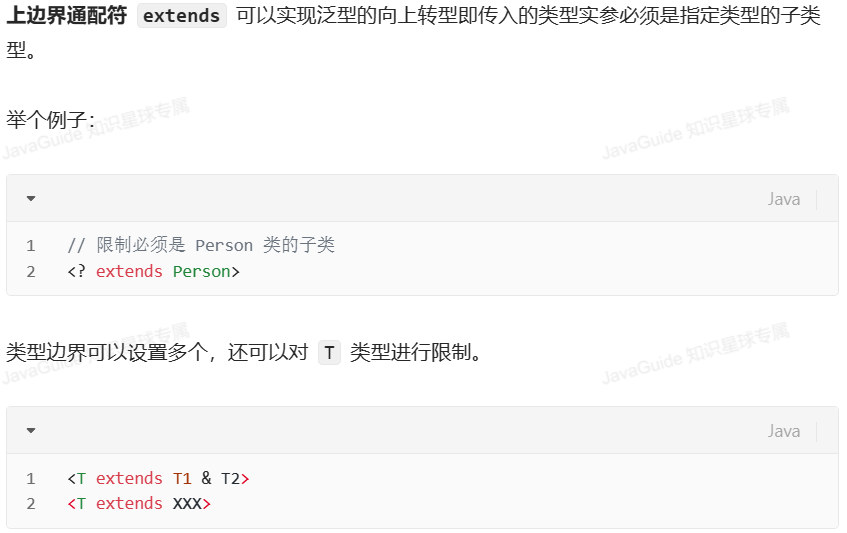 上边界通配符 extends 可以实现泛型的向上转型即传入的类型实参必须是指定类型的子类
型。
举个例子：
JavaGuide 知识星球专属
JavaGuide 知识星球专属
Java
1 // 限制必须是 Person 类的子类
2 <? extends Person>
类型边界可以设置多个，还可以对 T 类型进行限制。
JavaGuide 知识星球专属
JavaGuide 知识星球专属
Java
1 <T extends T1 & T2>
2 <T extends XXX>